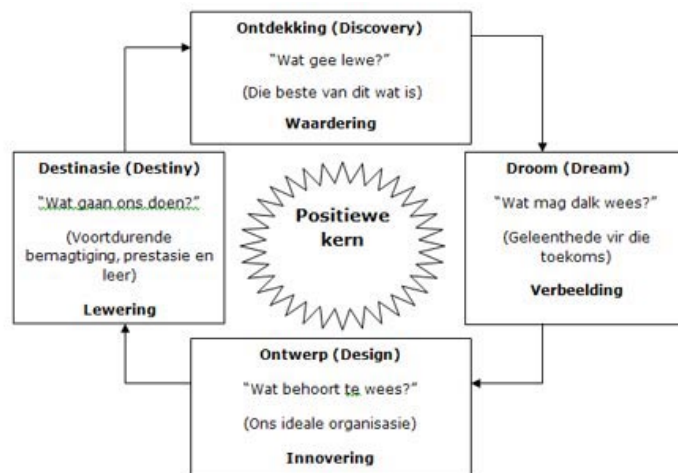 Ontdekking (Discovery)
"Wat gee lewe?"
(Die beste van dit wat is)
Waardering
Destinasie (Destiny)
"Wat gaan ons doen?"
(Voortdurende
bemagtiging, prestasie en
leer)
Lewering
Positiewe
kern
Droom (Dream)
"Wat mag dalk wees?"
(Geleenthede vir die
toekoms)
Verbeelding
Ontwerp (Design)
"Wat behoort te wees?"
(Ons ideale organisasie)
Innovering